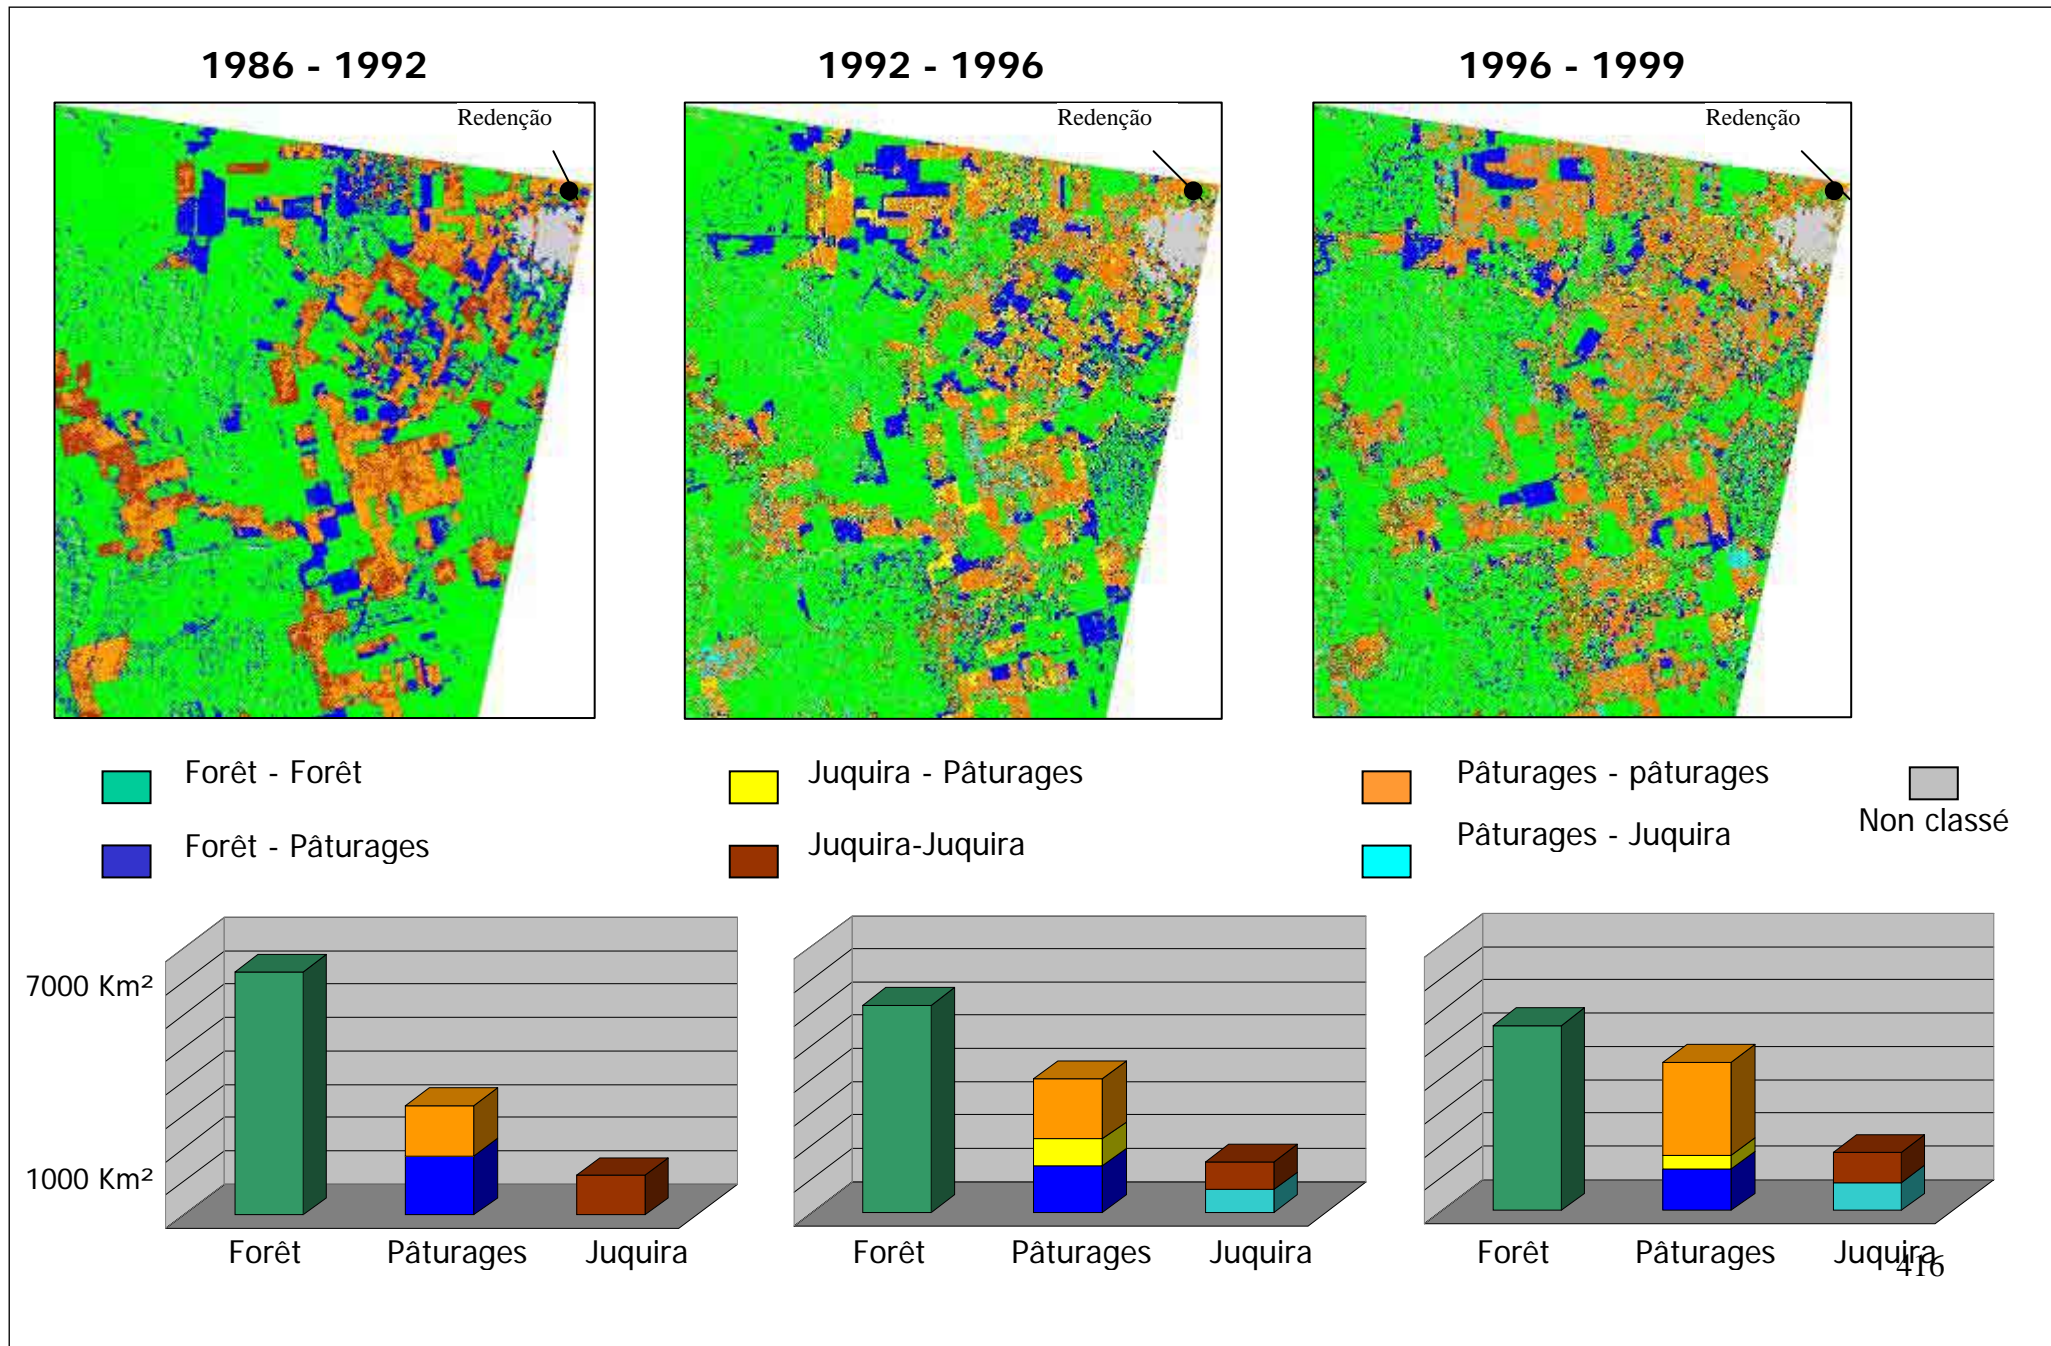 1986 - 1992
1992 - 1996
1996 - 1999
Redenção
Redenção
Redenção
Forêt - Forêt
Juquira - Pâturages
Pâturages - pâturages
Forêt - Pâturages
Juquira-Juquira
Pâturages - Juquira
Non classé
7000 Km²
1000 Km²
Forêt
Pâturages
Juquira
Forêt
Pâturages
Juquira
Forêt
Pâturages
Juquira
416